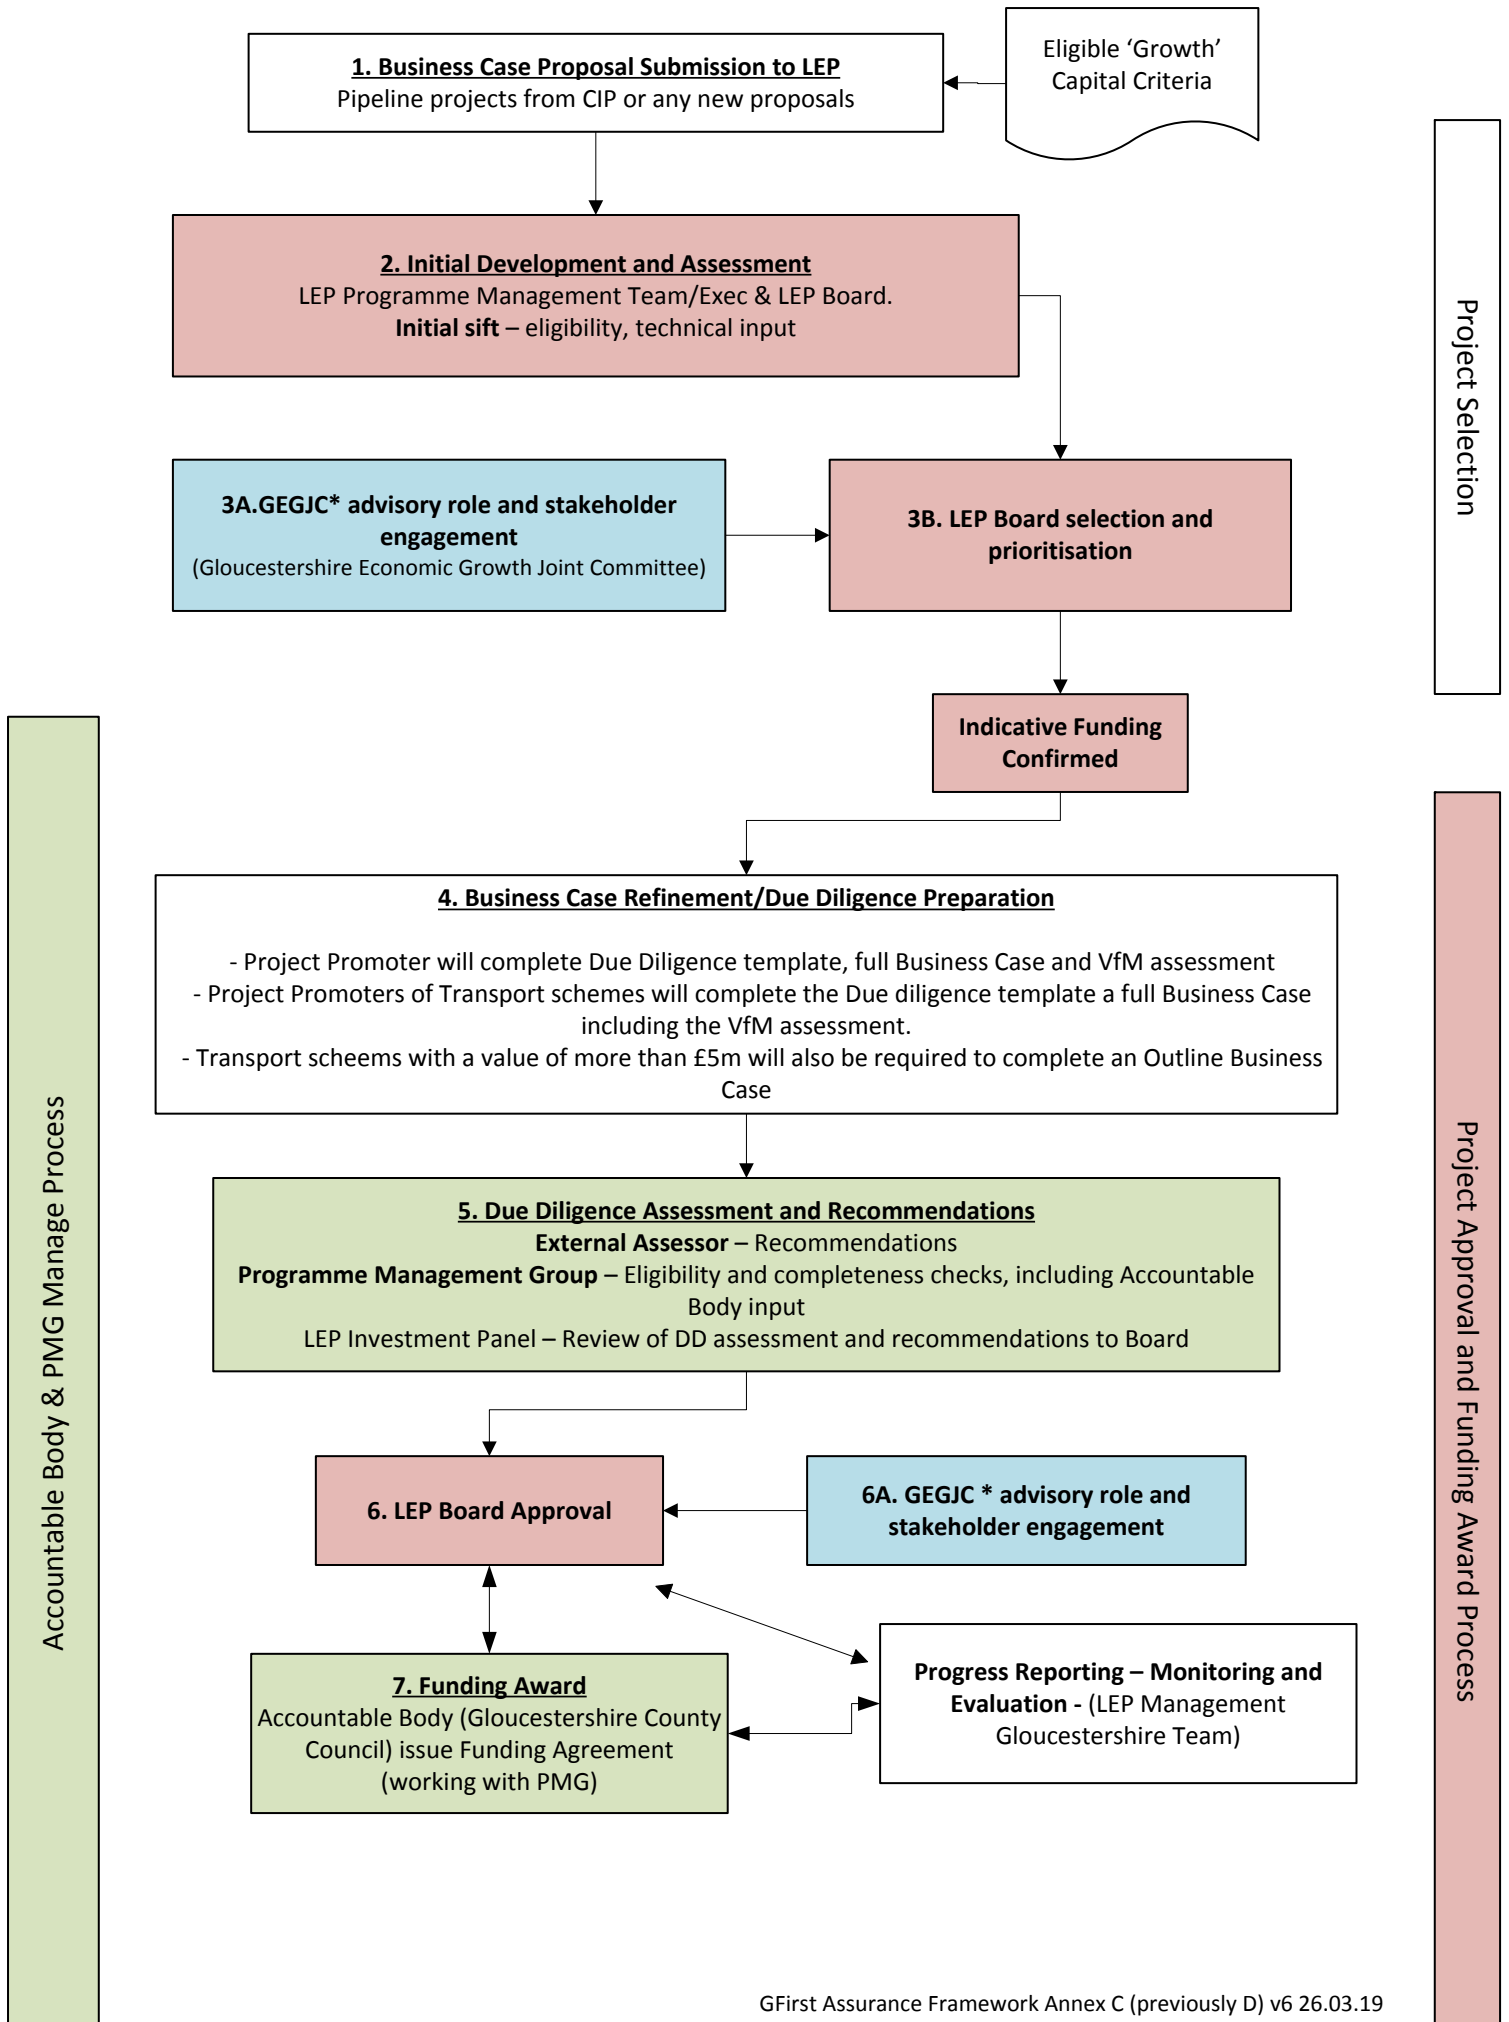 1. Business Case Proposal Submission to LEP
Pipeline projects from CIP or any new proposals
Eligible ‘Growth’
Capital Criteria
2. Initial Development and Assessment
LEP Programme Management Team/Exec & LEP Board.
Initial sift – eligibility, technical input
Project Selection
3A.GEGJC* advisory role and stakeholder
engagement
(Gloucestershire Economic Growth Joint Committee)
3B. LEP Board selection and
prioritisation
Indicative Funding
Confirmed
Accountable Body & PMG Manage Process
4. Business Case Refinement/Due Diligence Preparation
- Project Promoter will complete Due Diligence template, full Business Case and VfM assessment
- Project Promoters of Transport schemes will complete the Due diligence template a full Business Case
including the VfM assessment.
- Transport scheems with a value of more than £5m will also be required to complete an Outline Business
Case
Project Approval and Funding Award Process
5. Due Diligence Assessment and Recommendations
External Assessor – Recommendations
Programme Management Group – Eligibility and completeness checks, including Accountable
Body input
LEP Investment Panel – Review of DD assessment and recommendations to Board
6. LEP Board Approval
6A. GEGJC * advisory role and
stakeholder engagement
7. Funding Award
Accountable Body (Gloucestershire County
Council) issue Funding Agreement
(working with PMG)
Progress Reporting – Monitoring and
Evaluation - (LEP Management
Gloucestershire Team)
GFirst Assurance Framework Annex C (previously D) v6 26.03.19